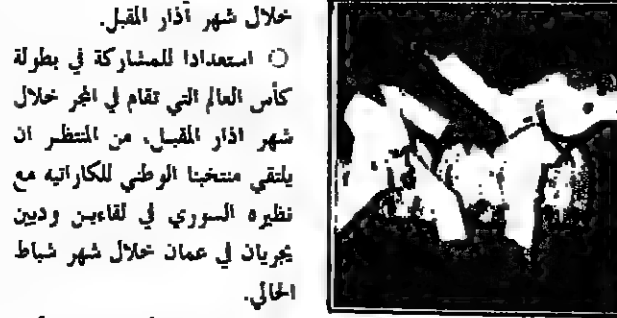 خلال شهر آذار المقبل.
○ استعدادا للمشاركة في بطولة
كأس العالم التي تقام في المجر خلال
شهر اذار المقبل، من المنتظر ان
يلتقي منتخبنا الوطني للكاراتيه مع
نظيره السوري في لقاءين وديين
يجريان في عمان خلال شهر شباط
الحالي.